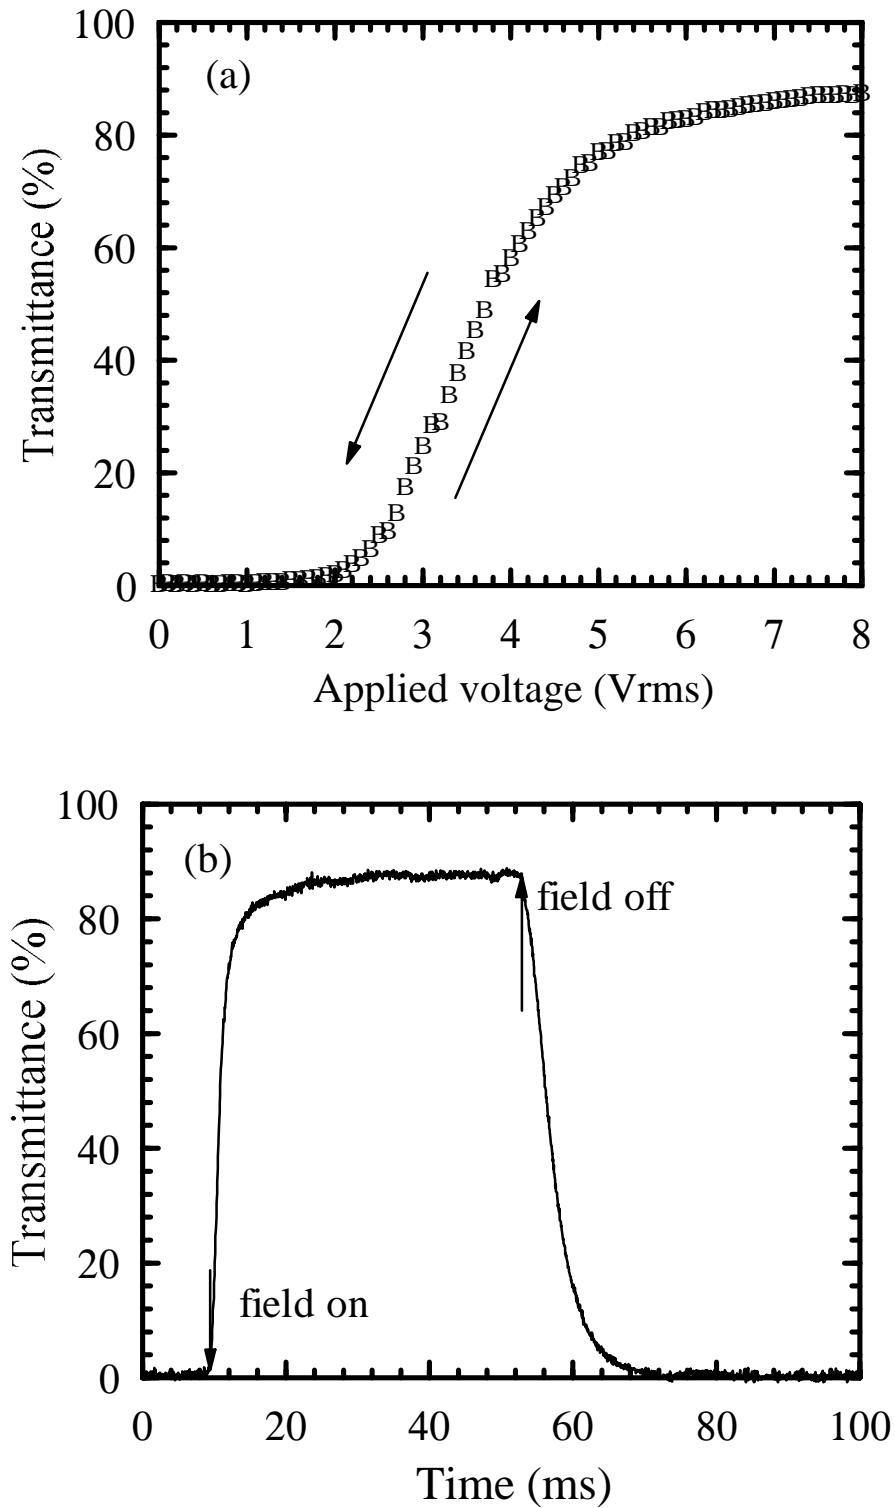 (a)
Transmittance (%)
100
80
60
40
20
0
B B B B B B B B B B B B B B B B B B B B B B B B B B B B B B B B B B B B B B B B B B B B B B B B B B B B B B B B B B B B B B B B B B B B B B B B B B B B B B B B B
0 1 2 3 4 5 6 7 8
Applied voltage (Vrms)
(b)
Transmittance (%)
100
80
60
40
20
0
field off
field on
0 20 40 60 80 100
Time (ms)